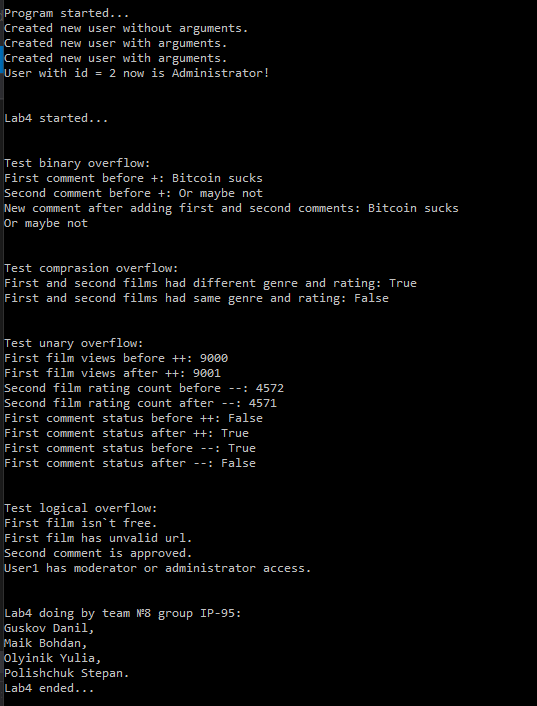 Program started...
Created new user without arguments.
Created new user with arguments.
Created new user with arguments.
User with id = 2 now is Administrator!
Lab4 started...
Test binary overflow:
First comment before +: Bitcoin sucks
Second comment before +: Or maybe not
New comment after adding first and second comments: Bitcoin sucks
Or maybe not
Test comprasion overflow:
First and second films had different genre and rating: True
First and second films had same genre and rating: False
Test unary overflow:
First film views before ++: 9000
First film views after ++: 9001
Second film rating count before --: 4572
Second film rating count after --: 4571
First comment status before ++: False
First comment status after ++: True
First comment status before --: True
First comment status after --: False
Test logical overflow:
First film isn`t free.
First film has unvalid url.
Second comment is approved.
User1 has moderator or administrator access.
Lab4 doing by team №8 group IP-95:
Guskov Danil,
Maik Bohdan,
Olyinik Yulia,
Polishchuk Stepan.
Lab4 ended...